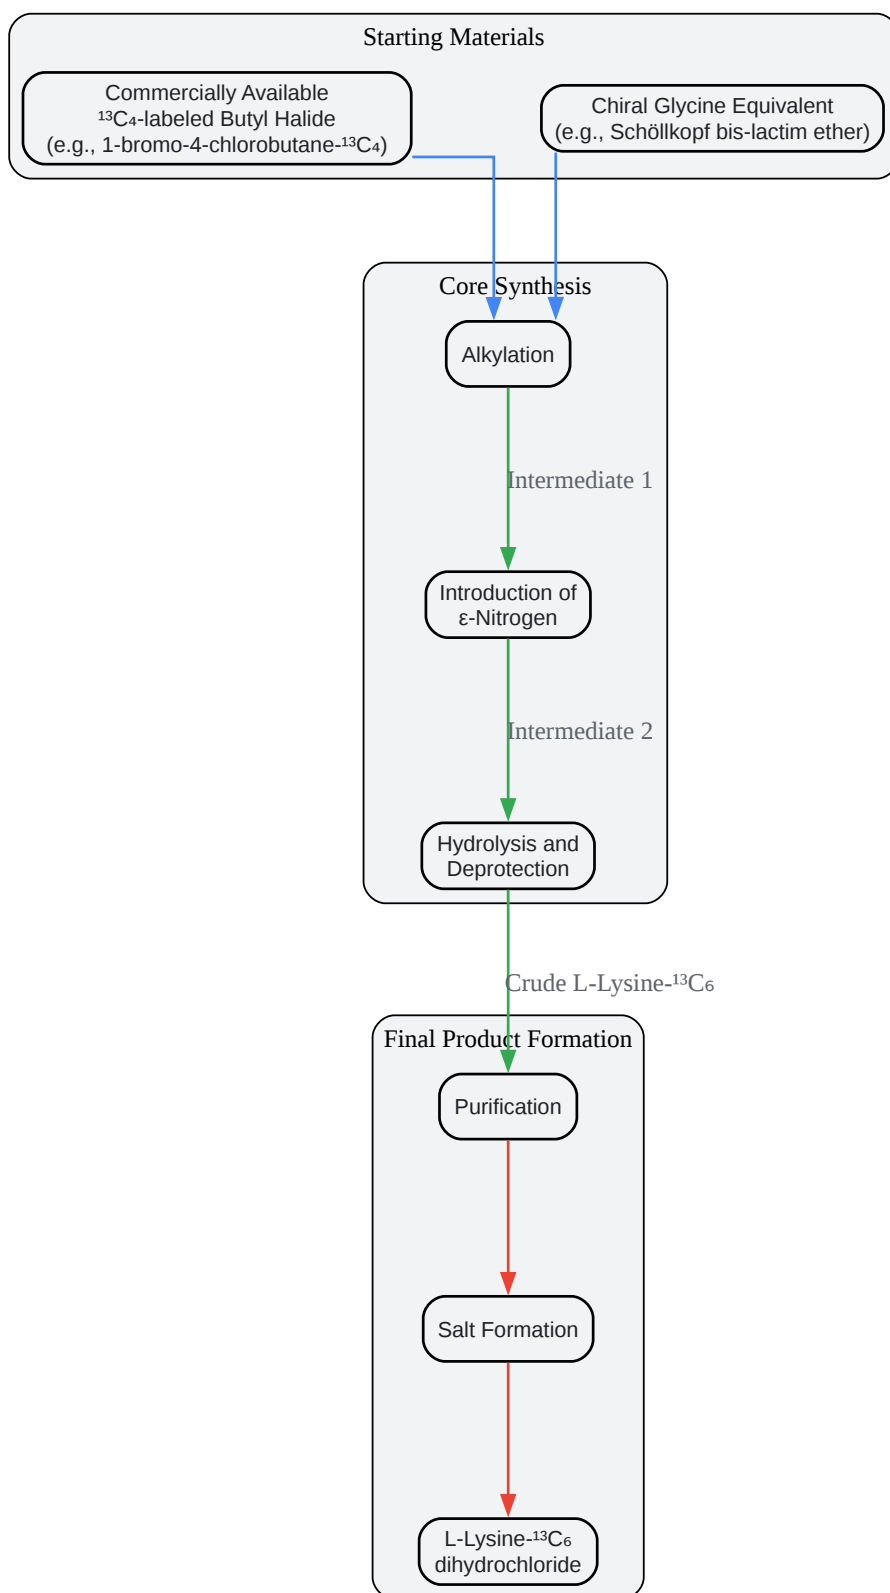 Starting Materials
Commercially Available
¹³C₄-labeled Butyl Halide
(e.g., 1-bromo-4-chlorobutane-¹³C₄)
Chiral Glycine Equivalent
(e.g., Schöllkopf bis-lactim ether)
Core Synthesis
Alkylation
Intermediate 1
Introduction of
ε-Nitrogen
Intermediate 2
Hydrolysis and
Deprotection
Crude L-Lysine-¹³C₆
Final Product Formation
Purification
Salt Formation
L-Lysine-¹³C₆
dihydrochloride